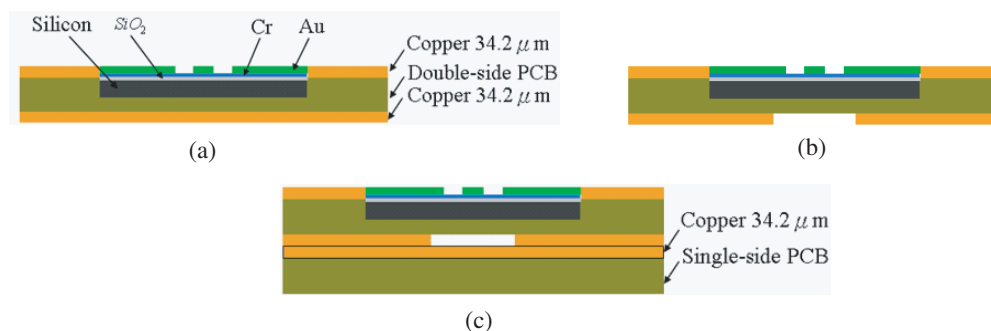 Silicon
SiO2
Cr
Au
Copper 34.2 μm
Double-side PCB
Copper 34.2 μm
(a)
(b)
Copper 34.2 μm
Single-side PCB
(c)